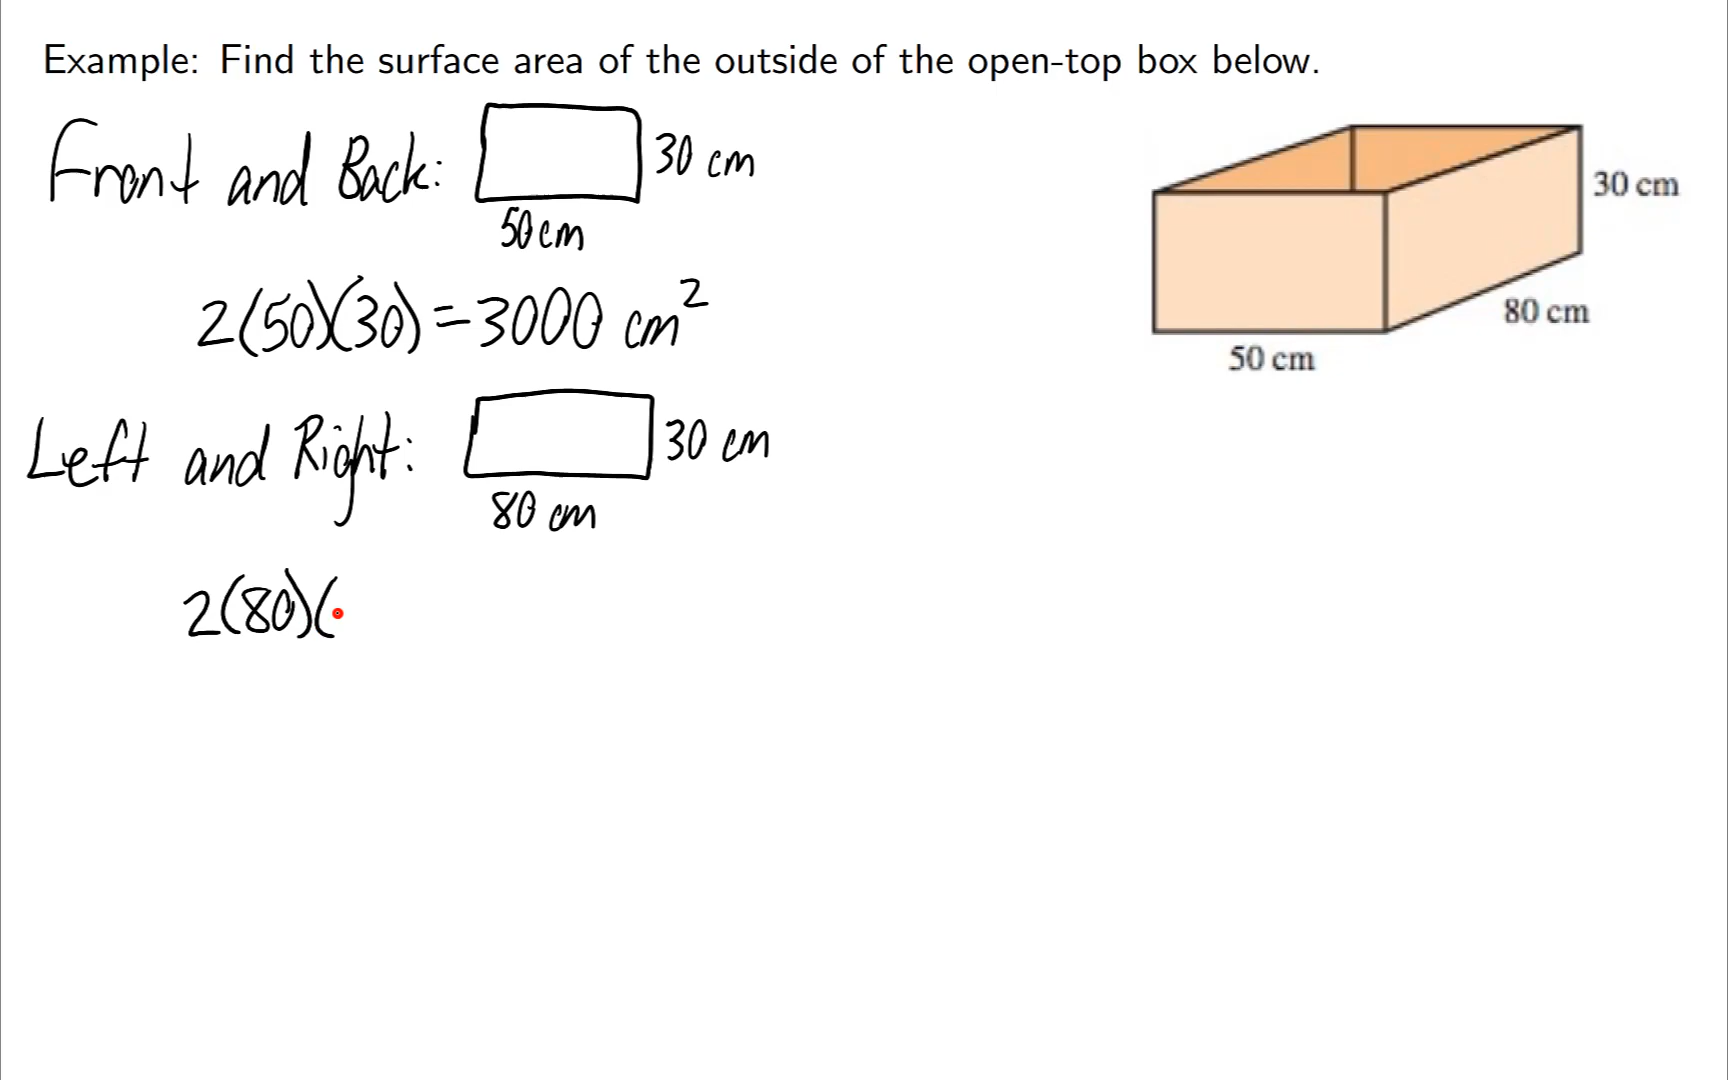 Example: Find the surface area of the outside of the open-top box below.
Front and Back:
30 cm
50 cm
2(50)(30) = 3000 cm²
Left and Right:
30 cm
80 cm
2(80)(
30 cm
80 cm
50 cm